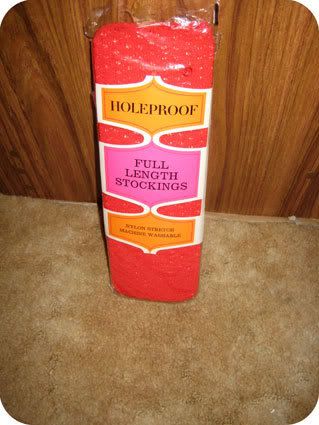 HOLEPROOF
FULL
LENGTH
STOCKINGS
NYLON STRETCH
MACHINE WASHABLE